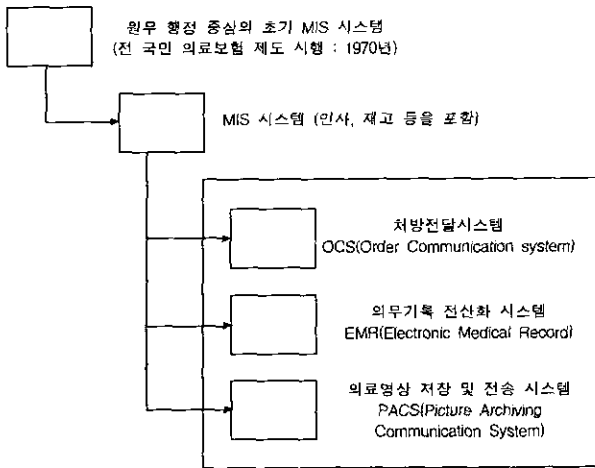 원무 행정 중심의 초기 MIS 시스템
(전 국민 의료보험 제도 시행 : 1970년)
MIS 시스템 (인사, 재고 등을 포함)
처방전달시스템
OCS(Order Communication system)
의무기록 전산화 시스템
EMR(Electronic Medical Record)
의료영상 저장 및 전송 시스템
PACS(Picture Archiving
Communication System)